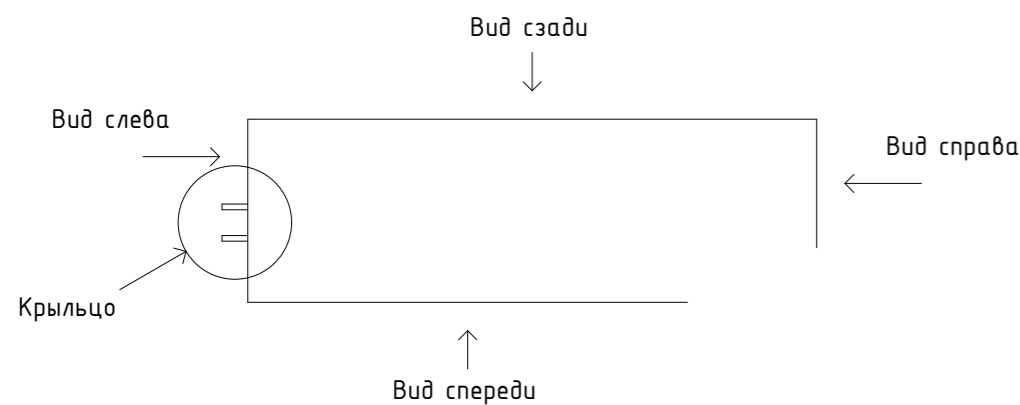 Вид сзади
Вид слева
Вид справа
Крыльцо
Вид спереди